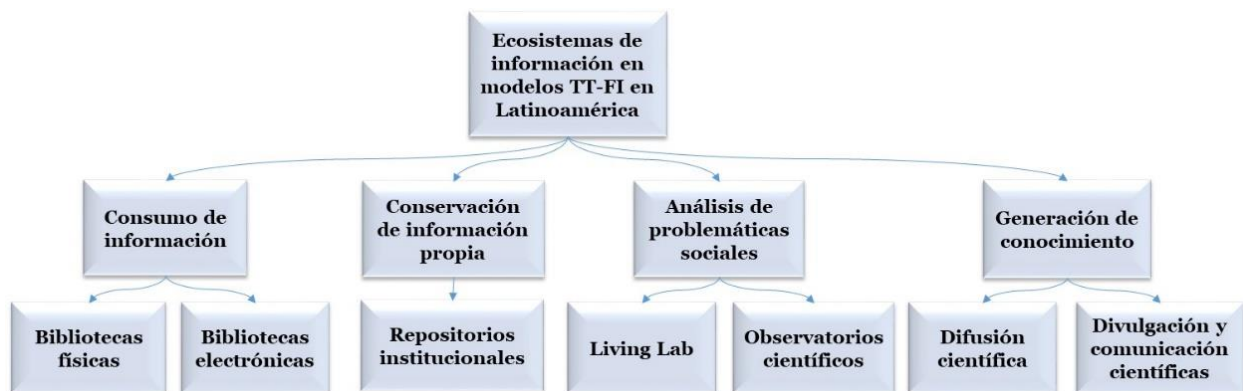 Ecosistemas de
información en
modelos TT-FI en
Latinoamérica
Consumo de
información
Conservación
de información
propia
Análisis de
problemáticas
sociales
Generación de
conocimiento
Bibliotecas
físicas
Bibliotecas
electrónicas
Repositorios
institucionales
Living Lab
Observatorios
científicos
Difusión
científica
Divulgación y
comunicación
científicas